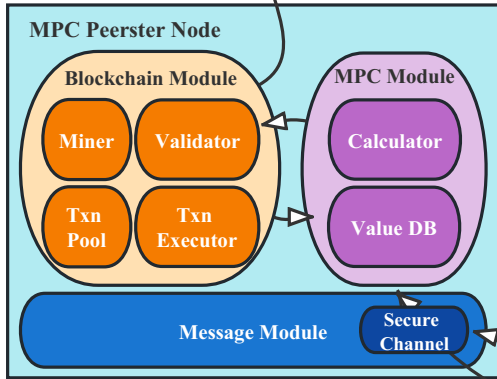 MPC Peerster Node
Blockchain Module
MPC Module
Miner
Validator
Calculator
Txn
Pool
Txn
Executor
Value DB
Message Module
Secure
Channel